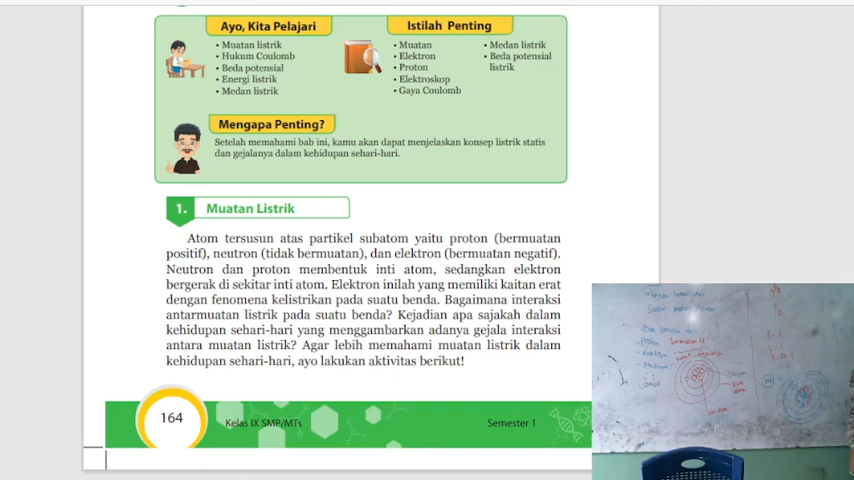 Ayo, Kita Pelajari
• Muatan listrik
• Hukum Coulomb
• Beda potensial
• Energi listrik
• Medan listrik
Istilah Penting
• Muatan
• Elektron
• Proton
• Elektroskop
• Gaya Coulomb
• Medan listrik
• Beda potensial
listrik
Mengapa Penting?
Setelah memahami bab ini, kamu akan dapat menjelaskan konsep listrik statis
dan gejalanya dalam kehidupan sehari-hari.
1. Muatan Listrik
Atom tersusun atas partikel subatom yaitu proton (bermuatan
positif), neutron (tidak bermuatan), dan elektron (bermuatan negatif).
Neutron dan proton membentuk inti atom, sedangkan elektron
bergerak di sekitar inti atom. Elektron inilah yang memiliki kaitan erat
dengan fenomena kelistrikan pada suatu benda. Bagaimana interaksi
antarmuatan listrik pada suatu benda? Kejadian apa sajakah dalam
kehidupan sehari-hari yang menggambarkan adanya gejala interaksi
antara muatan listrik? Agar lebih memahami muatan listrik dalam
kehidupan sehari-hari, ayo lakukan aktivitas berikut!
164
Kelas IX SMP/MTs
Semester 1